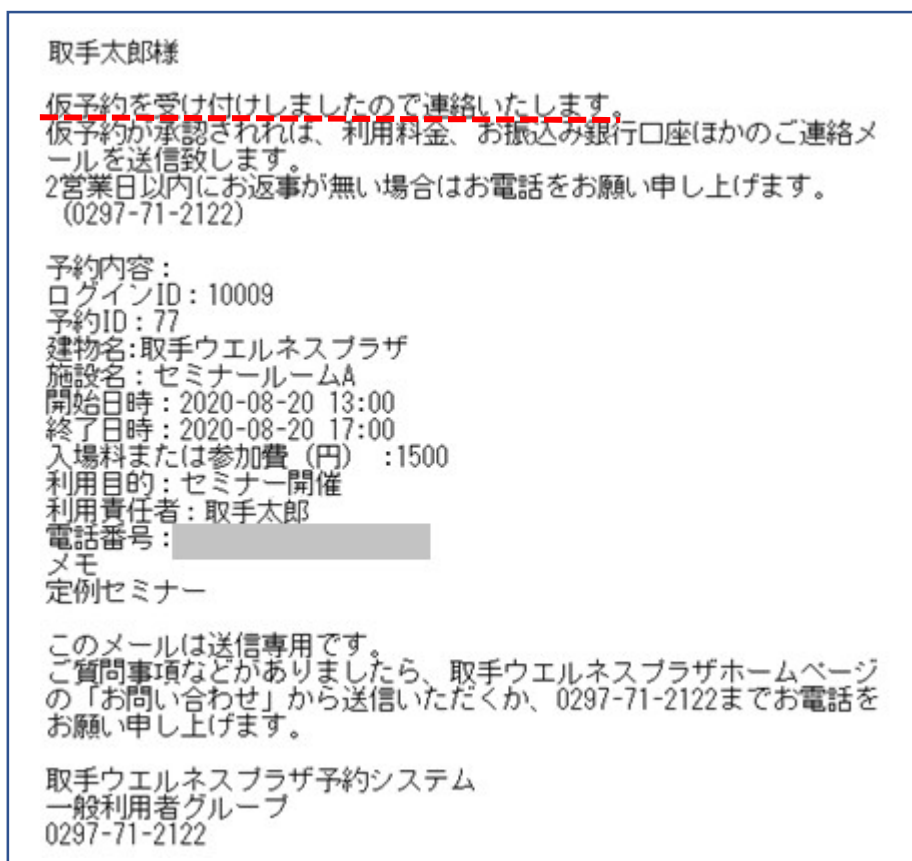 取手太郎様
仮予約を受け付けしましたので連絡いたします。
仮予約が承認されれは、利用料金、お振込み銀行口座ほかのご連絡メ
ールを送信致します。
2営業日以内にお返事が無い場合はお電話をお願い申し上げます。
(0297-71-2122)
予約内容：
ログインID：10009
予約ID：77
建物名:取手ウエルネスプラザ
施設名：セミナールームA
開始日時：2020-08-20 13:00
終了日時：2020-08-20 17:00
入場料または参加費（円） :1500
利用目的：セミナー開催
利用責任者：取手太郎
電話番号：
メモ
定例セミナー
このメールは送信専用です。
ご質問事項などがありましたら、取手ウエルネスプラザホームページ
の「お問い合わせ」から送信いただくか、0297-71-2122までお電話を
お願い申し上げます。
取手ウエルネスプラザ予約システム
一般利用者グループ
0297-71-2122